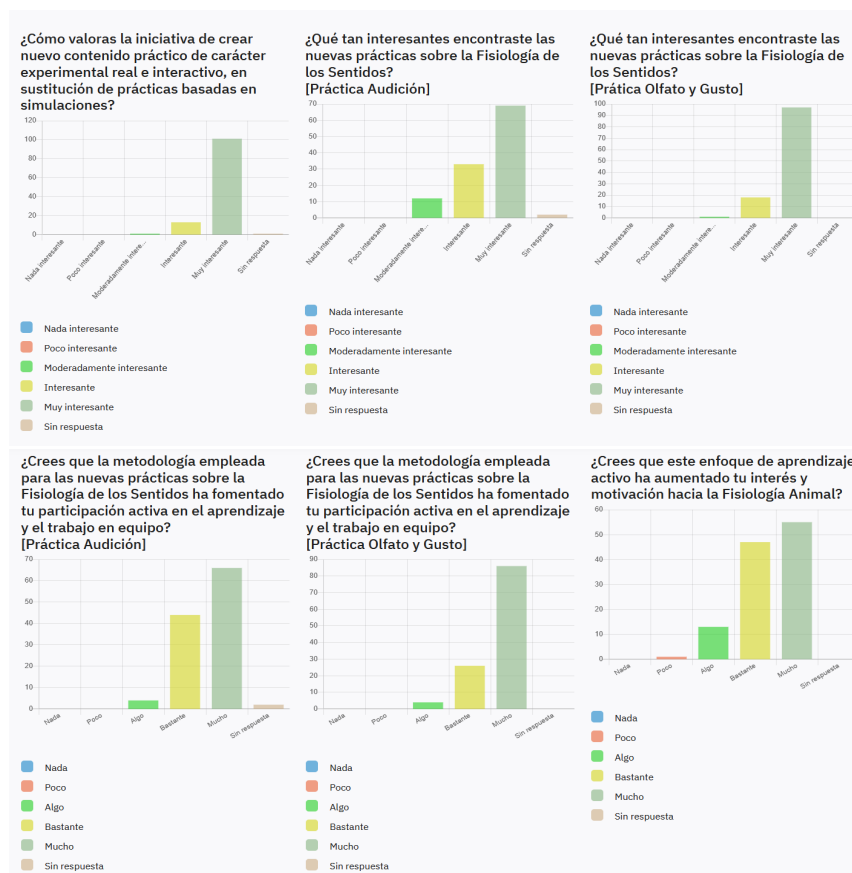 ¿Cómo valoras la iniciativa de crear
nuevo contenido práctico de carácter
experimental real e interactivo, en
sustitución de prácticas basadas en
simulaciones?
120
100
80
60
40
20
0
Nada interesante
Poco interesante
Moderadamente intere...
Interesante
Muy interesante
Sin respuesta
Nada interesante
Poco interesante
Moderadamente interesante
Interesante
Muy interesante
Sin respuesta
¿Qué tan interesantes encontraste las
nuevas prácticas sobre la Fisiología de
los Sentidos?
[Práctica Audición]
70
60
50
40
30
20
10
0
Nada interesante
Poco interesante
Moderadamente intere...
Interesante
Muy interesante
Sin respuesta
Nada interesante
Poco interesante
Moderadamente interesante
Interesante
Muy interesante
Sin respuesta
¿Qué tan interesantes encontraste las
nuevas prácticas sobre la Fisiología de
los Sentidos?
[Prática Olfato y Gusto]
100
90
80
70
60
50
40
30
20
10
0
Nada interesante
Poco interesante
Moderadamente intere...
Interesante
Muy interesante
Sin respuesta
Nada interesante
Poco interesante
Moderadamente interesante
Interesante
Muy interesante
Sin respuesta
¿Crees que la metodología empleada
para las nuevas prácticas sobre la
Fisiología de los Sentidos ha fomentado
tu participación activa en el aprendizaje
y el trabajo en equipo?
[Práctica Audición]
70
60
50
40
30
20
10
0
Nada
Poco
Algo
Bastante
Mucho
Sin respuesta
Nada
Poco
Algo
Bastante
Mucho
Sin respuesta
¿Crees que la metodología empleada
para las nuevas prácticas sobre la
Fisiología de los Sentidos ha fomentado
tu participación activa en el aprendizaje
y el trabajo en equipo?
[Práctica Olfato y Gusto]
90
80
70
60
50
40
30
20
10
0
Nada
Poco
Algo
Bastante
Mucho
Sin respuesta
Nada
Poco
Algo
Bastante
Mucho
Sin respuesta
¿Crees que este enfoque de aprendizaje
activo ha aumentado tu interés y
motivación hacia la Fisiología Animal?
60
50
40
30
20
10
0
Nada
Poco
Algo
Bastante
Mucho
Sin respuesta
Nada
Poco
Algo
Bastante
Mucho
Sin respuesta